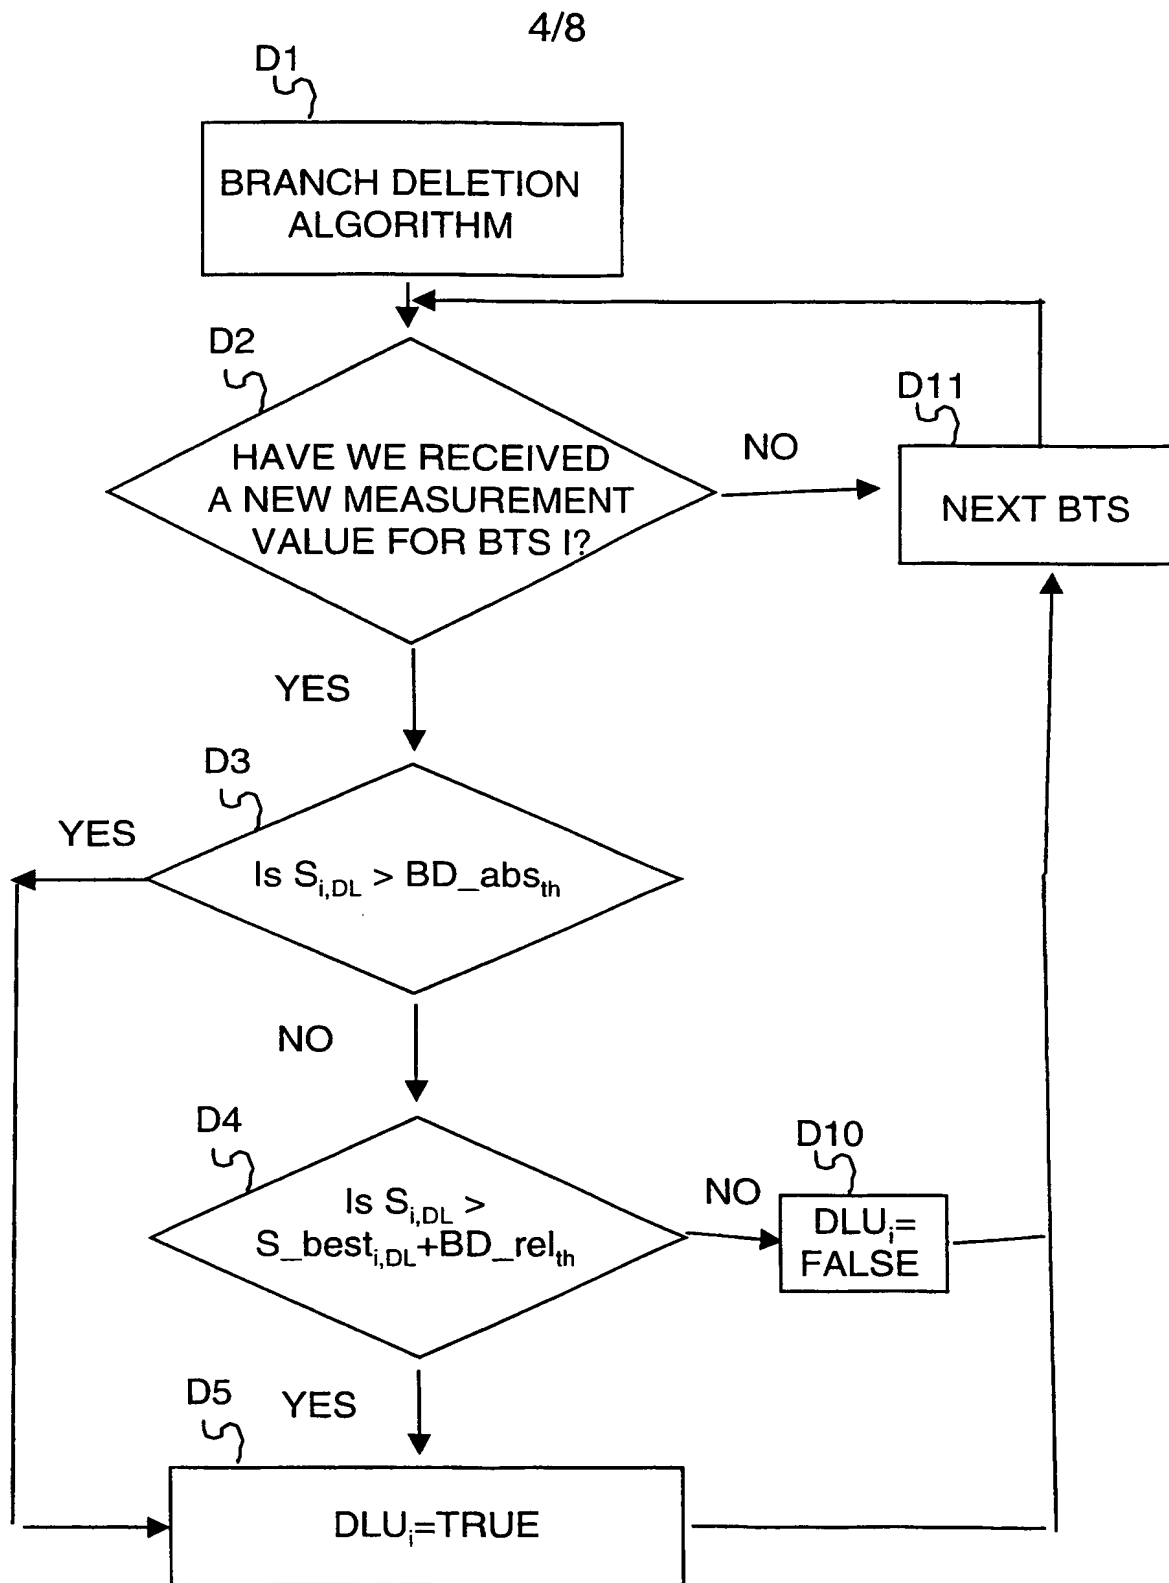 4/8
D1
BRANCH DELETION
ALGORITHM
D2
HAVE WE RECEIVED
A NEW MEASUREMENT
VALUE FOR BTS I?
NO
D11
NEXT BTS
YES
D3
YES
Is S_{i,DL} > BD_abs_{th}
NO
D4
Is S_{i,DL} >
S_best_{i,DL}+BD_rel_{th}
NO
D10
DLU_i=
FALSE
D5
YES
DLU_i=TRUE